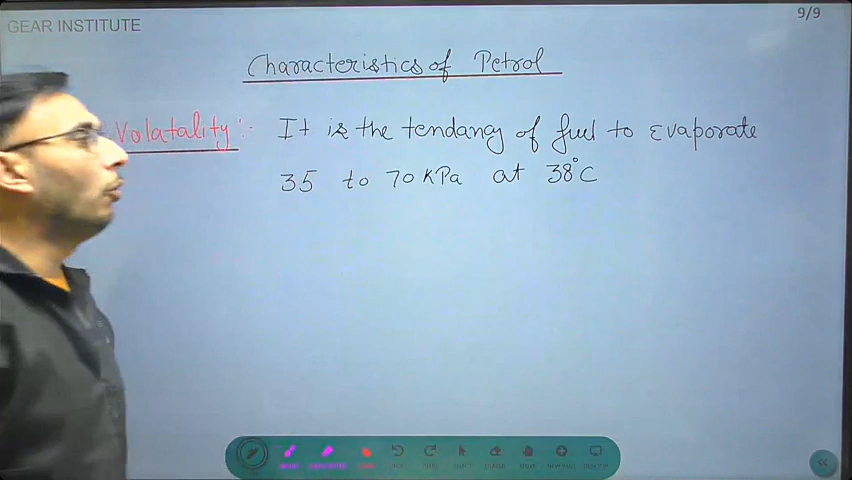 GEAR INSTITUTE
9/9
Characteristics of Petrol
Volatality :- It is the tendancy of fuel to Evaporate
35 to 70 KPa at 38°C